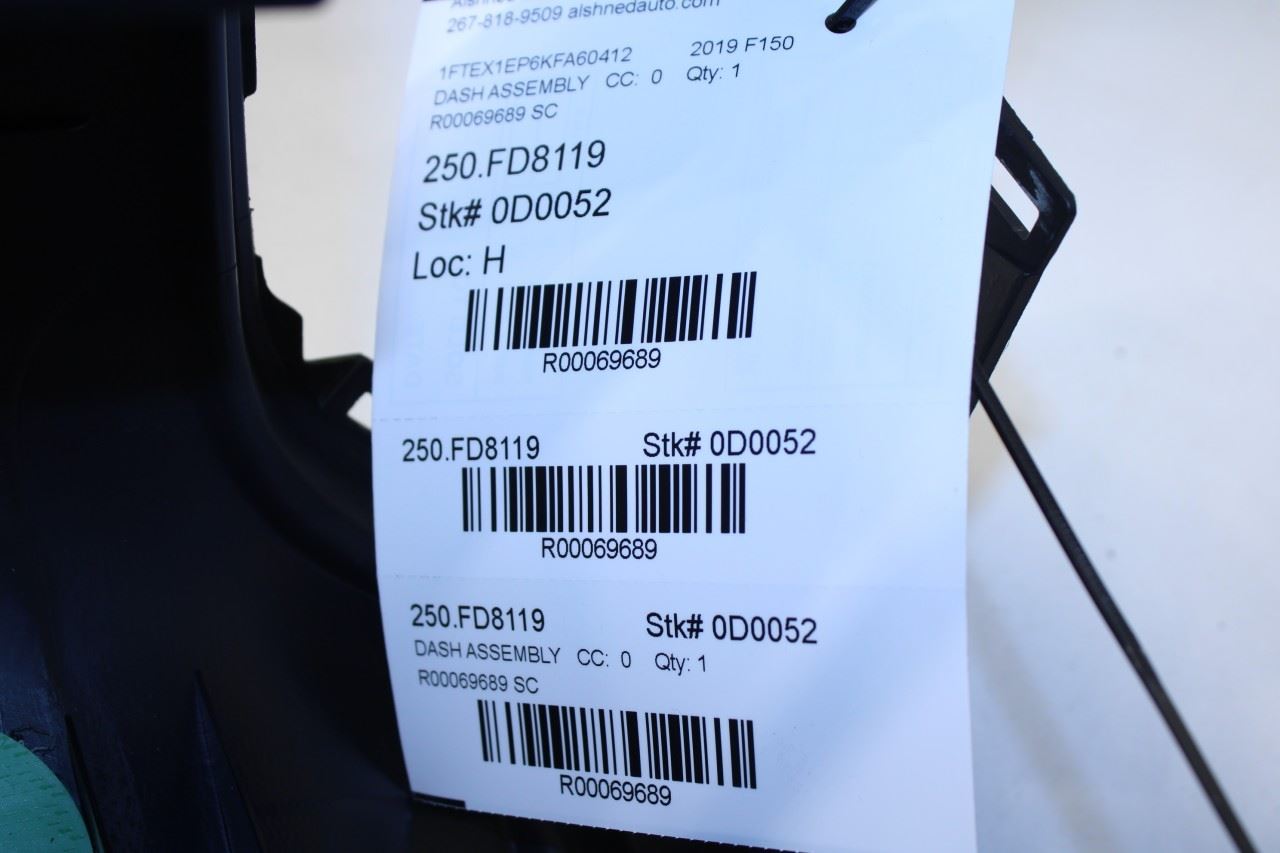 267-818-9509 alshnedauto.com
1FTEX1EP6KFA60412 2019 F150
DASH ASSEMBLY CC: 0 Qty: 1
R00069689 SC
250.FD8119
Stk# 0D0052
Loc: H
R00069689
250.FD8119 Stk# 0D0052
R00069689
250.FD8119 Stk# 0D0052
DASH ASSEMBLY CC: 0 Qty: 1
R00069689 SC
R00069689